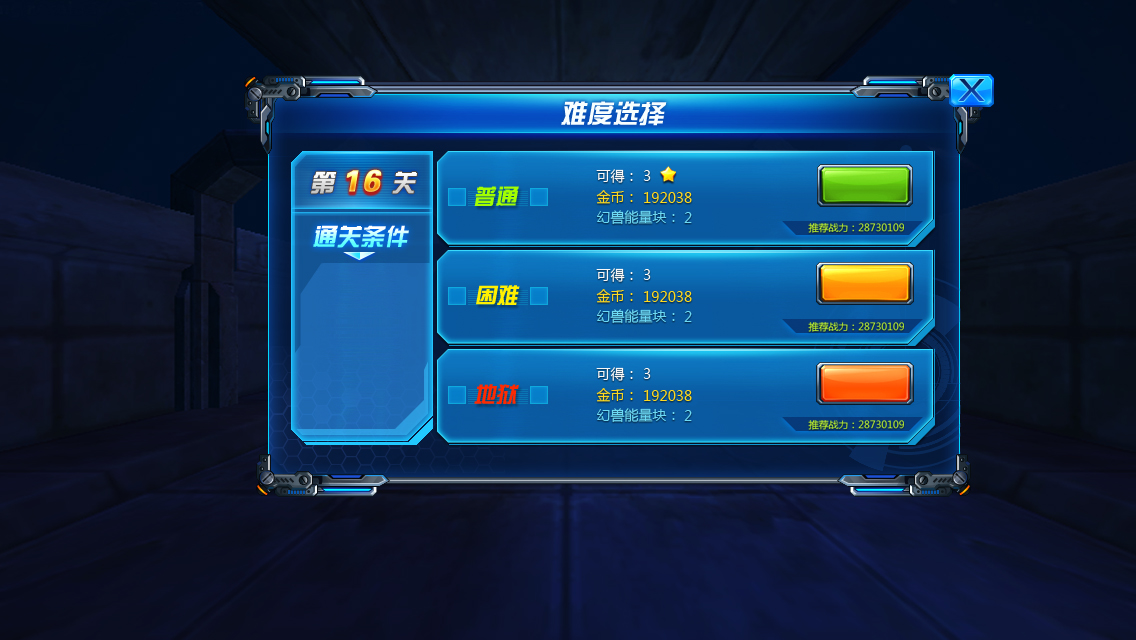 难度选择
第 16 关
通关条件
普通
可得： 3
金币： 192038
幻兽能量块： 2
推荐战力：28730109
困难
可得： 3
金币： 192038
幻兽能量块： 2
推荐战力：28730109
地狱
可得： 3
金币： 192038
幻兽能量块： 2
推荐战力：28730109